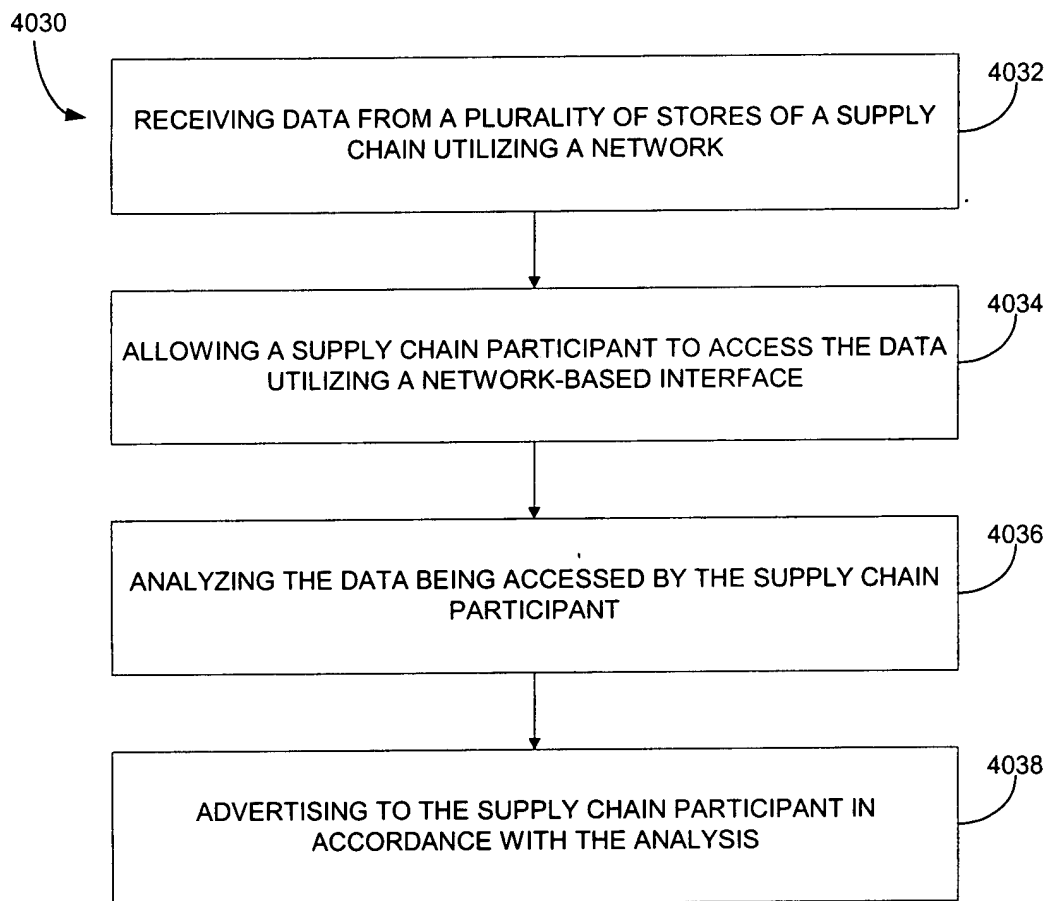 4030
4032
RECEIVING DATA FROM A PLURALITY OF STORES OF A SUPPLY
CHAIN UTILIZING A NETWORK
4034
ALLOWING A SUPPLY CHAIN PARTICIPANT TO ACCESS THE DATA
UTILIZING A NETWORK-BASED INTERFACE
4036
ANALYZING THE DATA BEING ACCESSED BY THE SUPPLY CHAIN
PARTICIPANT
4038
ADVERTISING TO THE SUPPLY CHAIN PARTICIPANT IN
ACCORDANCE WITH THE ANALYSIS